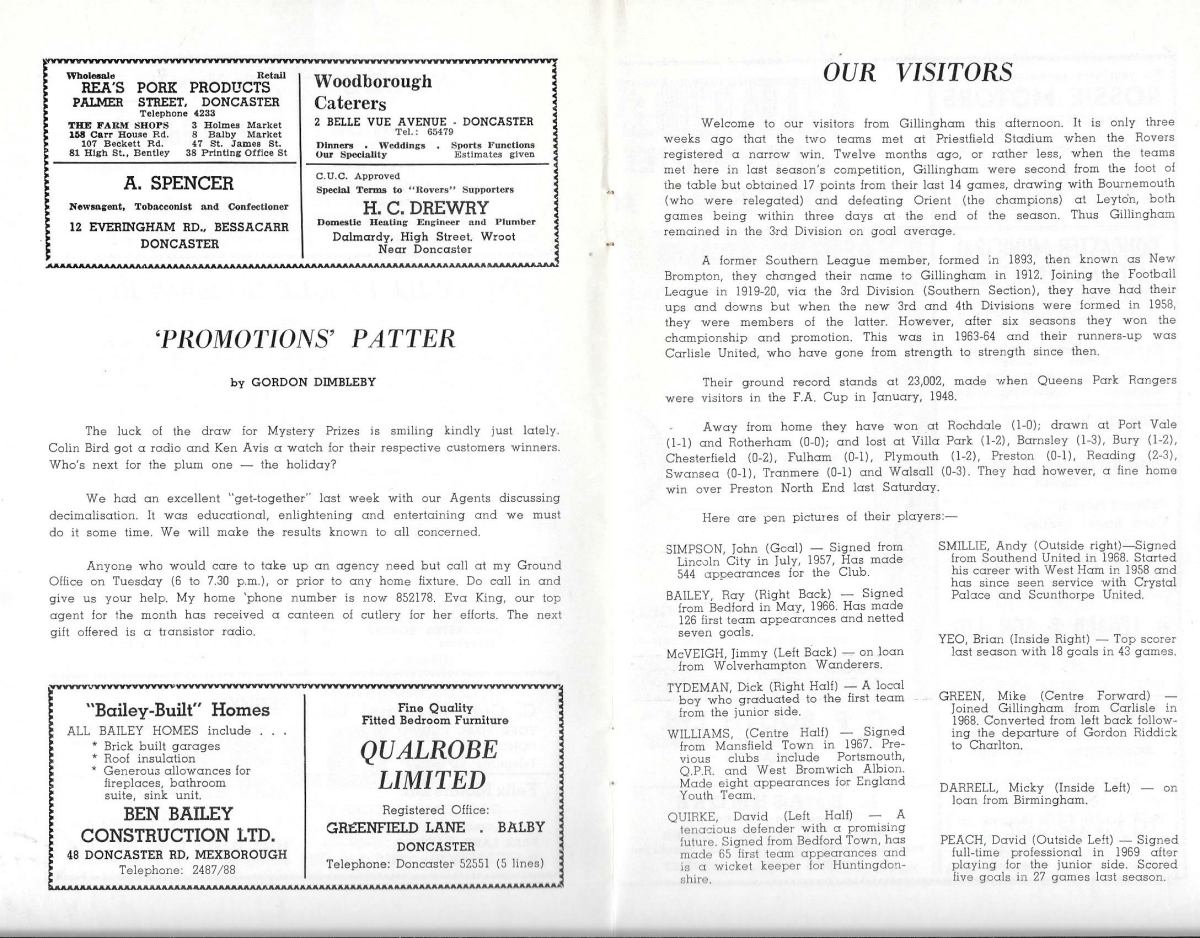 Wholesale Retail
REA'S PORK PRODUCTS
PALMER STREET, DONCASTER
Telephone 4233
THE FARM SHOPS 3 Holmes Market
158 Carr House Rd. 8 Balby Market
107 Beckett Rd. 47 St. James St.
81 High St., Bentley 38 Printing Office St
Woodborough
Caterers
2 BELLE VUE AVENUE - DONCASTER
Tel.: 65479
Dinners . Weddings . Sports Functions
Our Speciality Estimates given
A. SPENCER
Newsagent, Tobacconist and Confectioner
12 EVERINGHAM RD., BESSACARR
DONCASTER
C.U.C. Approved
Special Terms to "Rovers" Supporters
H. C. DREWRY
Domestic Heating Engineer and Plumber
Dalmardy, High Street, Wroot
Near Doncaster
'PROMOTIONS' PATTER
by GORDON DIMBLEBY
The luck of the draw for Mystery Prizes is smiling kindly just lately.
Colin Bird got a radio and Ken Avis a watch for their respective customers winners.
Who's next for the plum one — the holiday?
We had an excellent "get-together" last week with our Agents discussing
decimalisation. It was educational, enlightening and entertaining and we must
do it some time. We will make the results known to all concerned.
Anyone who would care to take up an agency need but call at my Ground
Office on Tuesday (6 to 7.30 p.m.), or prior to any home fixture. Do call in and
give us your help. My home 'phone number is now 852178. Eva King, our top
agent for the month has received a canteen of cutlery for her efforts. The next
gift offered is a transistor radio.
"Bailey-Built" Homes
ALL BAILEY HOMES include . . .
* Brick built garages
* Roof insulation
* Generous allowances for
fireplaces, bathroom
suite, sink unit.
BEN BAILEY
CONSTRUCTION LTD.
48 DONCASTER RD, MEXBOROUGH
Telephone: 2487/88
Fine Quality
Fitted Bedroom Furniture
QUALROBE
LIMITED
Registered Office:
GREENFIELD LANE . BALBY
DONCASTER
Telephone: Doncaster 52551 (5 lines)
OUR VISITORS
Welcome to our visitors from Gillingham this afternoon. It is only three
weeks ago that the two teams met at Priestfield Stadium when the Rovers
registered a narrow win. Twelve months ago, or rather less, when the teams
met here in last season's competition, Gillingham were second from the foot of
the table but obtained 17 points from their last 14 games, drawing with Bournemouth
(who were relegated) and defeating Orient (the champions) at Leyton, both
games being within three days at the end of the season. Thus Gillingham
remained in the 3rd Division on goal average.
A former Southern League member, formed in 1893, then known as New
Brompton, they changed their name to Gillingham in 1912. Joining the Football
League in 1919-20, via the 3rd Division (Southern Section), they have had their
ups and downs but when the new 3rd and 4th Divisions were formed in 1958,
they were members of the latter. However, after six seasons they won the
championship and promotion. This was in 1963-64 and their runners-up was
Carlisle United, who have gone from strength to strength since then.
Their ground record stands at 23,002, made when Queens Park Rangers
were visitors in the F.A. Cup in January, 1948.
Away from home they have won at Rochdale (1-0); drawn at Port Vale
(1-1) and Rotherham (0-0); and lost at Villa Park (1-2), Barnsley (1-3), Bury (1-2),
Chesterfield (0-2), Fulham (0-1), Plymouth (1-2), Preston (0-1), Reading (2-3),
Swansea (0-1), Tranmere (0-1) and Walsall (0-3). They had however, a fine home
win over Preston North End last Saturday.
Here are pen pictures of their players:—
SIMPSON, John (Goal) — Signed from
Lincoln City in July, 1957, Has made
544 appearances for the Club.
BAILEY, Ray (Right Back) — Signed
from Bedford in May, 1966. Has made
126 first team appearances and netted
seven goals.
McVEIGH, Jimmy (Left Back) — on loan
from Wolverhampton Wanderers.
TYDEMAN, Dick (Right Half) — A local
boy who graduated to the first team
from the junior side.
WILLIAMS, (Centre Half) — Signed
from Mansfield Town in 1967. Pre-
vious clubs include Portsmouth,
Q.P.R. and West Bromwich Albion.
Made eight appearances for England
Youth Team.
QUIRKE, David (Left Half) — A
tenacious defender with a promising
future. Signed from Bedford Town, has
made 65 first team appearances and
is a wicket keeper for Huntingdon-
shire.
SMILLIE, Andy (Outside right)—Signed
from Southend United in 1968. Started
his career with West Ham in 1958 and
has since seen service with Crystal
Palace and Scunthorpe United.
YEO, Brian (Inside Right) — Top scorer
last season with 18 goals in 43 games.
GREEN, Mike (Centre Forward) —
Joined Gillingham from Carlisle in
1968. Converted from left back follow-
ing the departure of Gordon Riddick
to Charlton.
DARRELL, Micky (Inside Left) — on
loan from Birmingham.
PEACH, David (Outside Left) — Signed
full-time professional in 1969 after
playing for the junior side. Scored
five goals in 27 games last season.